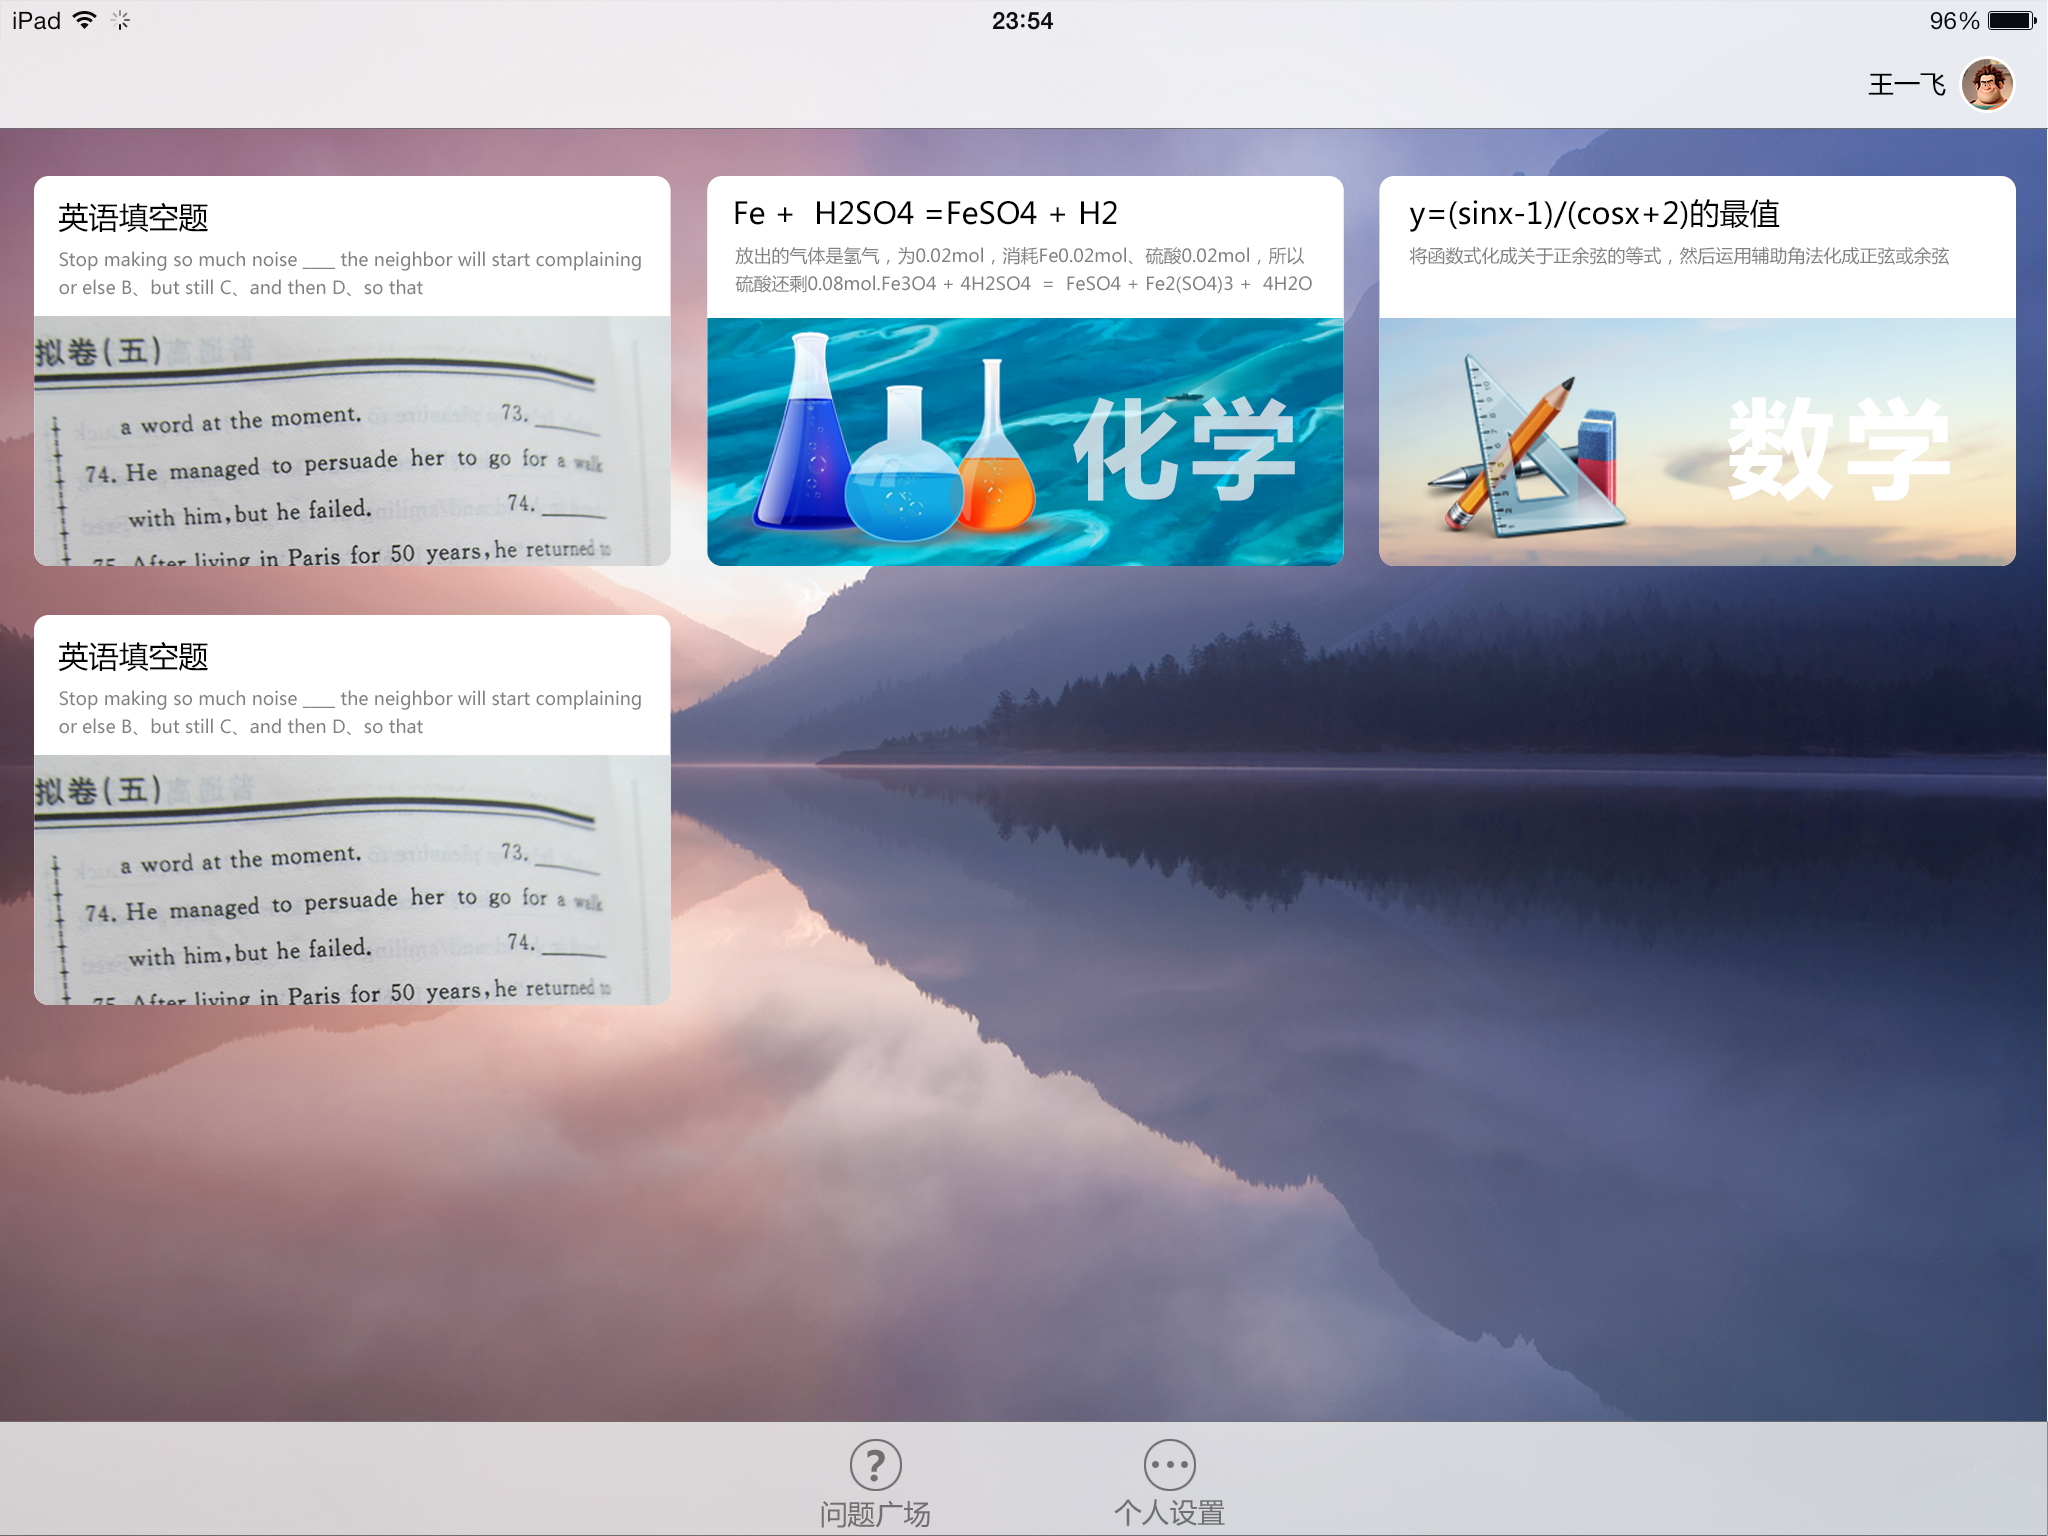 iPad
23:54
96%
王一飞
英语填空题
Stop making so much noise ___ the neighbor will start complaining
or else B、but still C、and then D、so that
拟卷(五)
a word at the moment. 73.
74. He managed to persuade her to go for a walk
with him, but he failed. 74.
75. After living in Paris for 50 years, he returned to
Fe + H2SO4 =FeSO4 + H2
放出的气体是氢气，为0.02mol，消耗Fe0.02mol、硫酸0.02mol，所以
硫酸还剩0.08mol.Fe3O4 + 4H2SO4 = FeSO4 + Fe2(SO4)3 + 4H2O
化学
y=(sinx-1)/(cosx+2)的最值
将函数式化成关于正余弦的等式，然后运用辅助角法化成正弦或余弦
数学
英语填空题
Stop making so much noise ___ the neighbor will start complaining
or else B、but still C、and then D、so that
拟卷(五)
a word at the moment. 73.
74. He managed to persuade her to go for a walk
with him, but he failed. 74.
75. After living in Paris for 50 years, he returned to
?
问题广场
个人设置